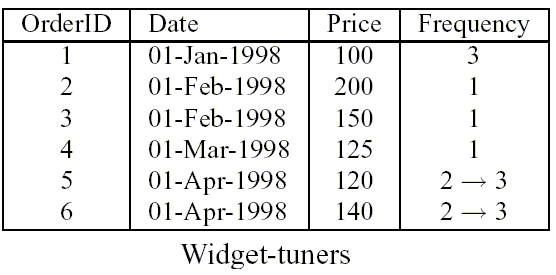 OrderID Date Price Frequency
1 01-Jan-1998 100 3
2 01-Feb-1998 200 1
3 01-Feb-1998 150 1
4 01-Mar-1998 125 1
5 01-Apr-1998 120 2 → 3
6 01-Apr-1998 140 2 → 3
Widget-tuners